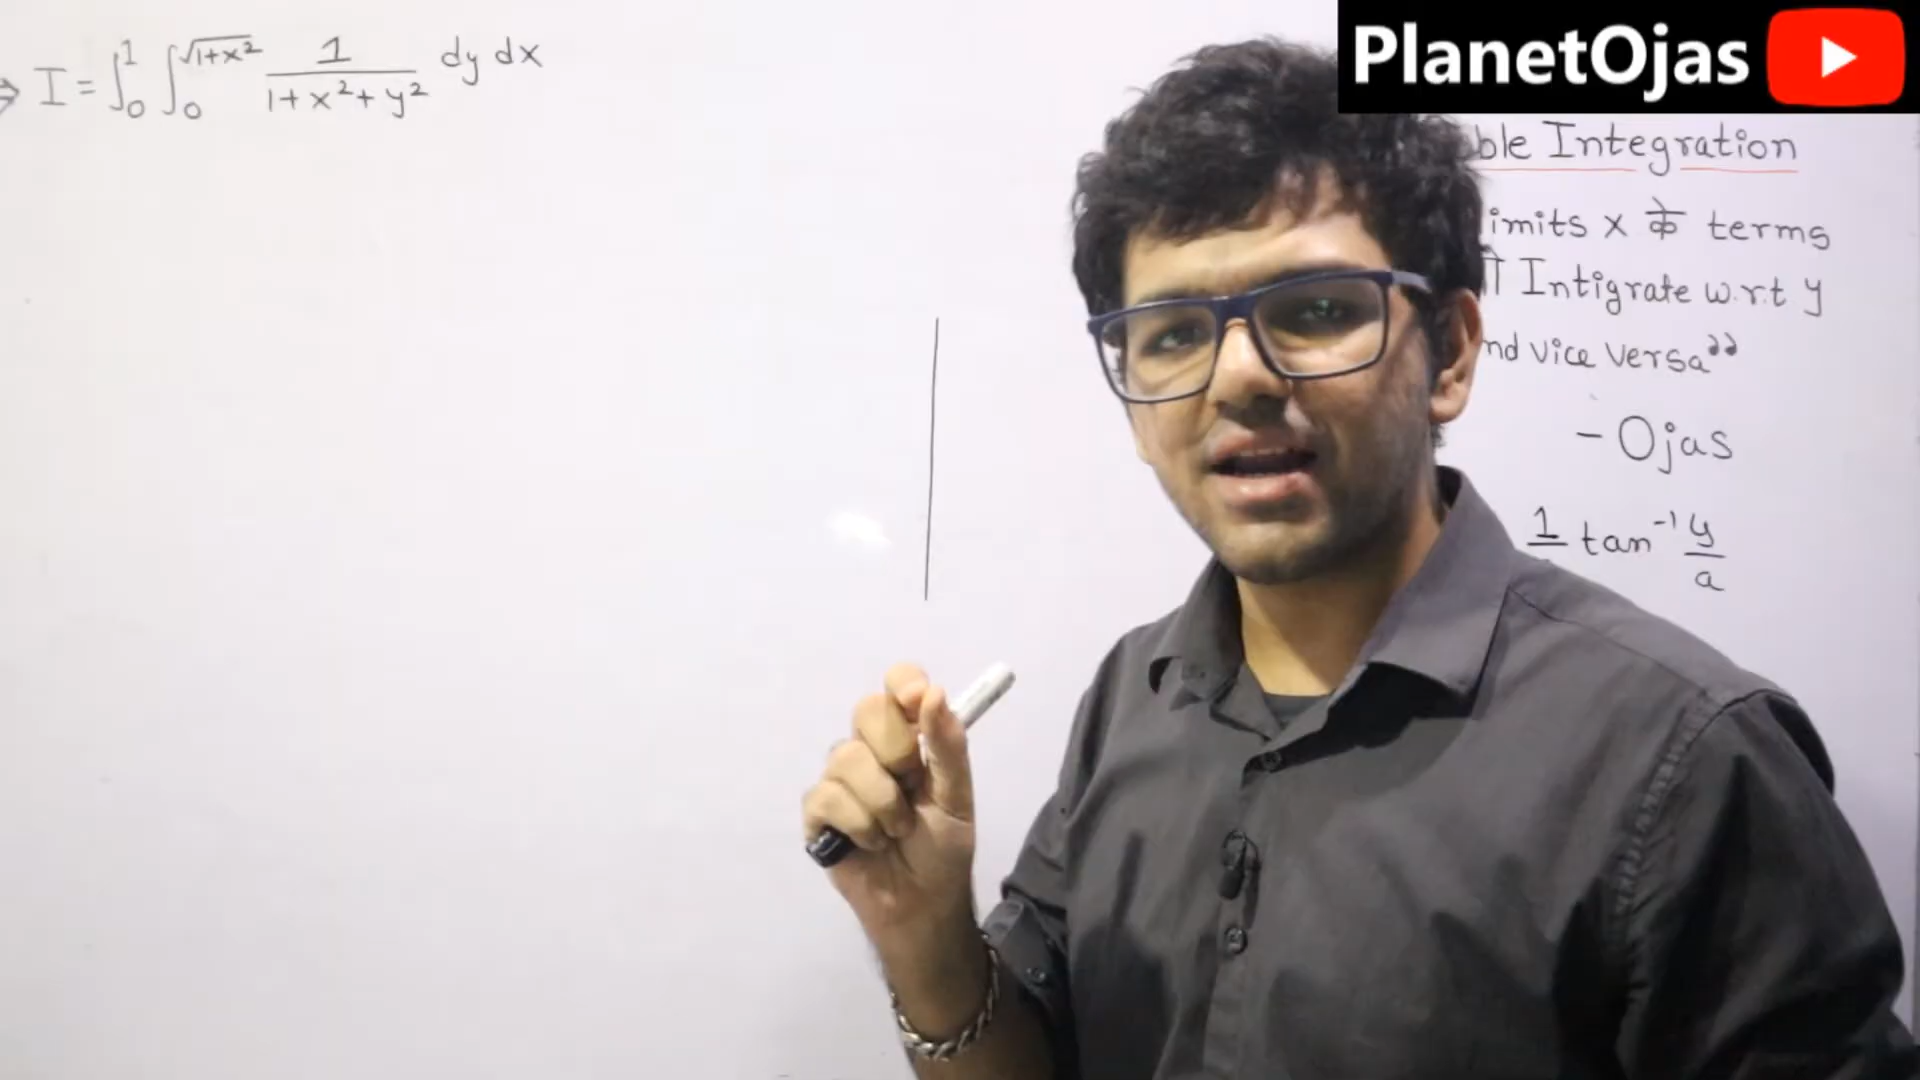 PlanetOjas
⇒ I = ∫₀¹ ∫₀^√(1+x²) 1/(1+x²+y²) dy dx
ble Integration
imits x के terms
Intigrate w.r.t y
nd vice versa”
- Ojas
1 tan⁻¹ y/a